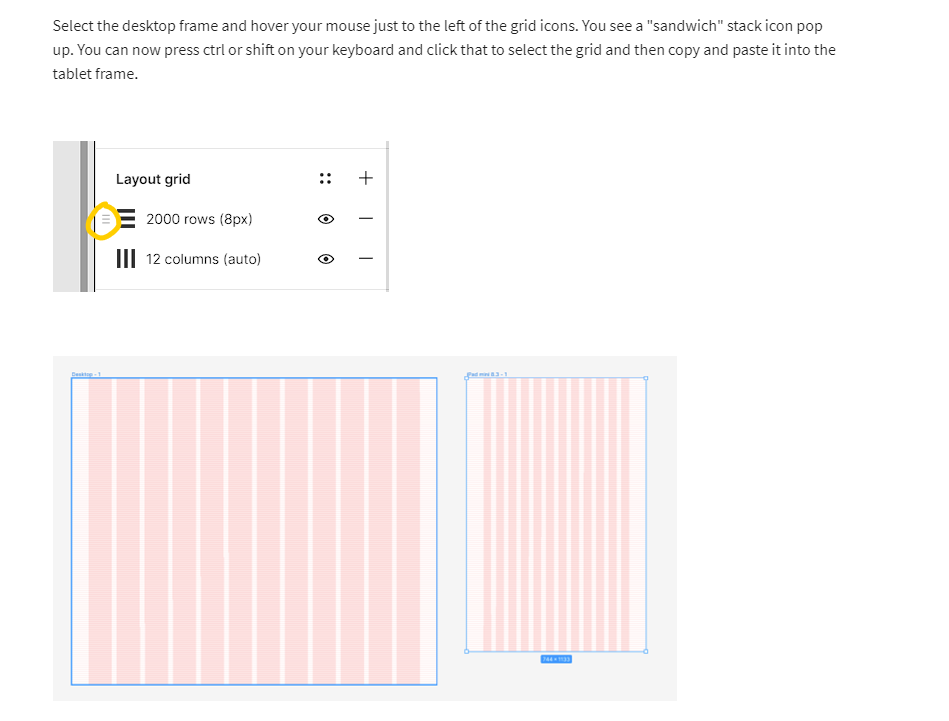 Select the desktop frame and hover your mouse just to the left of the grid icons. You see a "sandwich" stack icon pop
up. You can now press ctrl or shift on your keyboard and click that to select the grid and then copy and paste it into the
tablet frame.
Layout grid
2000 rows (8px)
12 columns (auto)
Desktop - 1
iPad mini 8.3 - 1
744 × 1133